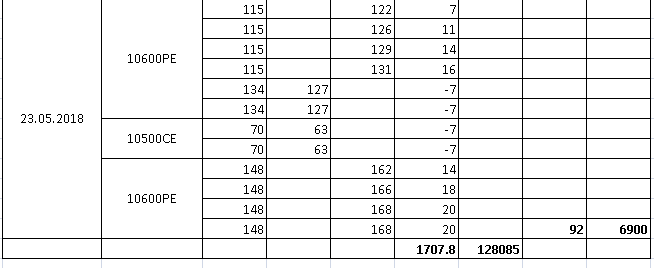 115 122 7
115 126 11
115 129 14
10600PE
115 131 16
134 127 -7
134 127 -7
23.05.2018
70 63 -7
10500CE
70 63 -7
148 162 14
148 166 18
10600PE
148 168 20
148 168 20 92 6900
1707.8 128085